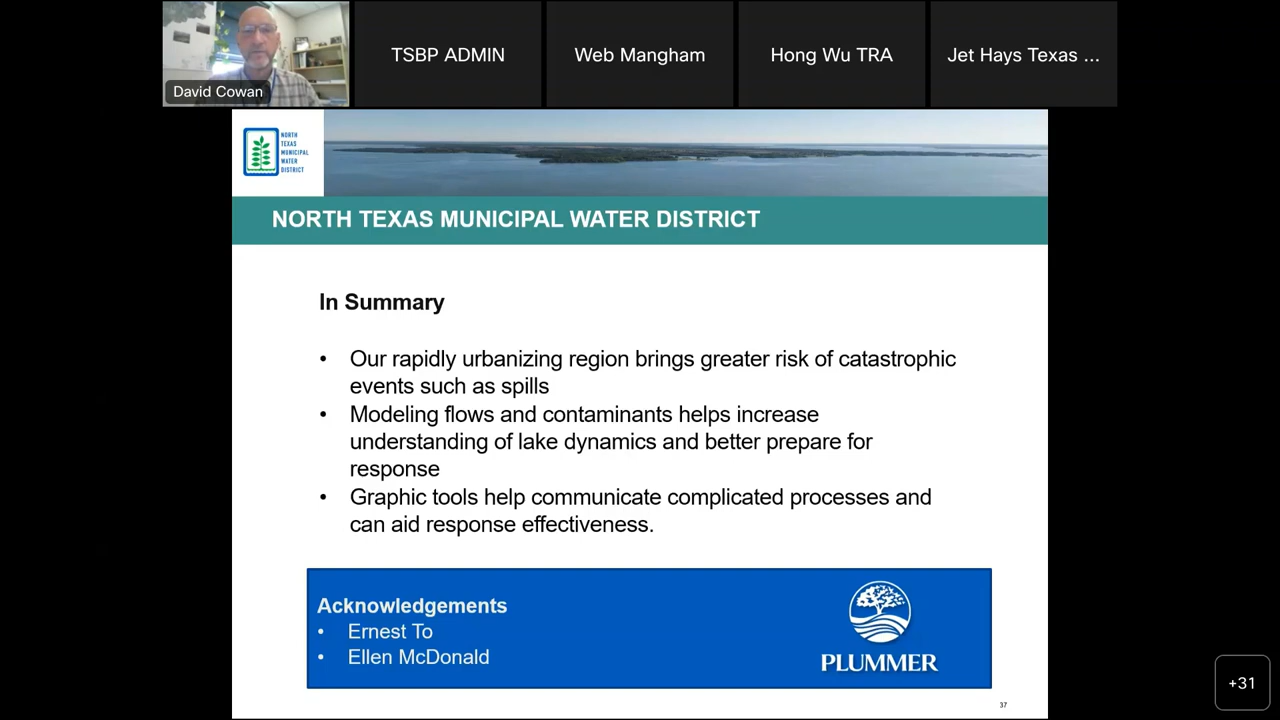 David Cowan
TSBP ADMIN
Web Mangham
Hong Wu TRA
Jet Hays Texas ...
NORTH
TEXAS
MUNICIPAL
WATER
DISTRICT
NORTH TEXAS MUNICIPAL WATER DISTRICT
In Summary
• Our rapidly urbanizing region brings greater risk of catastrophic
events such as spills
• Modeling flows and contaminants helps increase
understanding of lake dynamics and better prepare for
response
• Graphic tools help communicate complicated processes and
can aid response effectiveness.
Acknowledgements
• Ernest To
• Ellen McDonald
PLUMMER
37
+31